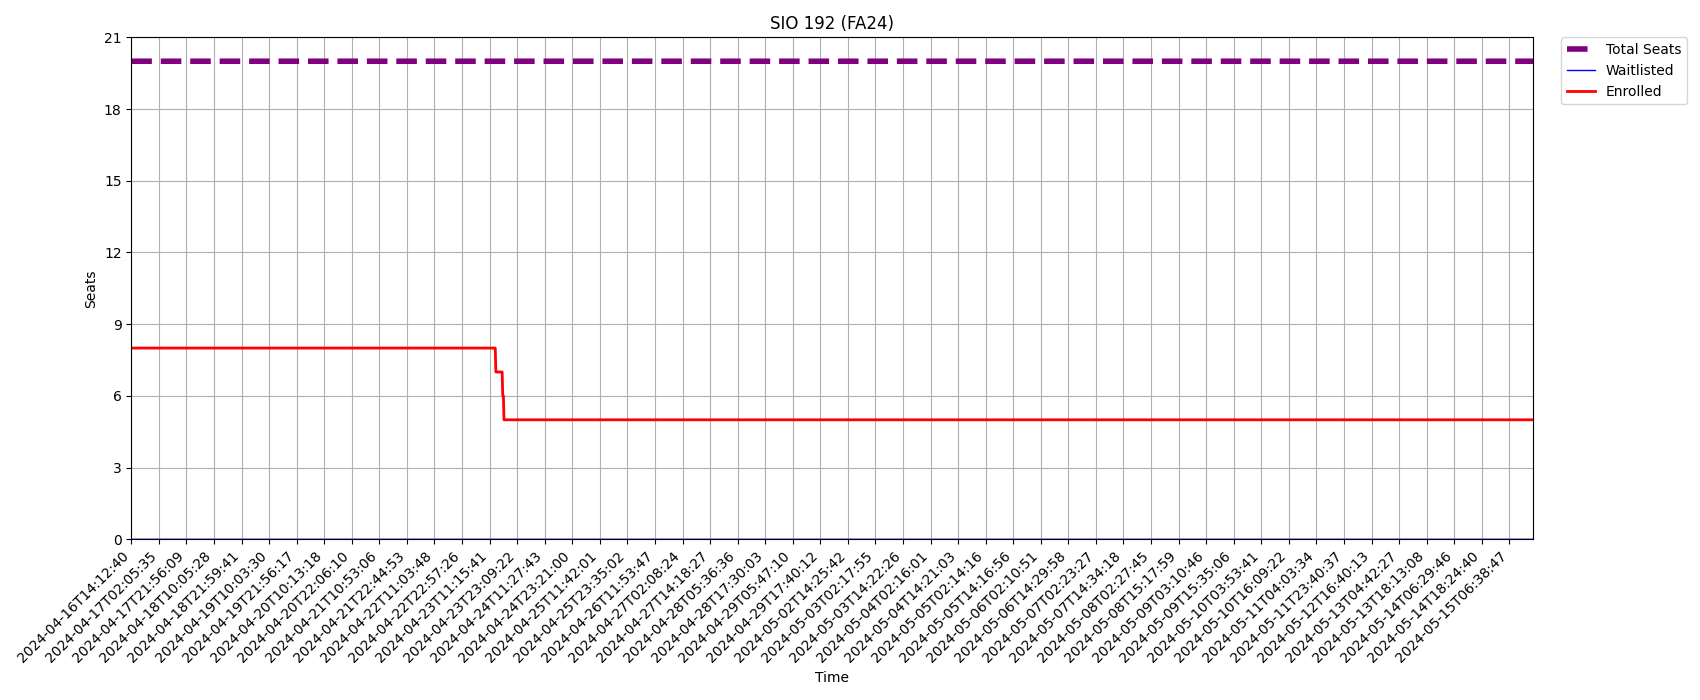 SIO 192 (FA24)
21
18
15
12
9
6
3
0
Seats
Total Seats
Waitlisted
Enrolled
2024-04-16T14:12:40
2024-04-17T02:05:35
2024-04-17T21:56:09
2024-04-18T10:05:28
2024-04-18T21:59:41
2024-04-19T10:03:30
2024-04-19T21:56:17
2024-04-20T10:13:18
2024-04-20T22:06:10
2024-04-21T10:53:06
2024-04-21T22:44:53
2024-04-22T11:03:48
2024-04-22T22:57:26
2024-04-23T11:15:41
2024-04-23T23:09:22
2024-04-24T11:27:43
2024-04-24T23:21:00
2024-04-25T11:42:01
2024-04-25T23:35:02
2024-04-26T11:53:47
2024-04-27T02:08:24
2024-04-27T14:18:27
2024-04-28T05:36:36
2024-04-28T17:30:03
2024-04-29T05:47:10
2024-04-29T17:40:12
2024-05-02T14:25:42
2024-05-03T02:17:55
2024-05-03T14:22:26
2024-05-04T02:16:01
2024-05-04T14:21:03
2024-05-05T02:14:16
2024-05-05T14:16:56
2024-05-06T02:10:51
2024-05-06T14:29:58
2024-05-07T02:23:27
2024-05-07T14:34:18
2024-05-08T02:27:45
2024-05-08T15:17:59
2024-05-09T03:10:46
2024-05-09T15:35:06
2024-05-10T03:53:41
2024-05-10T16:09:22
2024-05-11T04:03:34
2024-05-11T23:40:37
2024-05-12T16:40:13
2024-05-13T04:42:27
2024-05-13T18:13:08
2024-05-14T06:29:46
2024-05-14T18:24:40
2024-05-15T06:38:47
Time